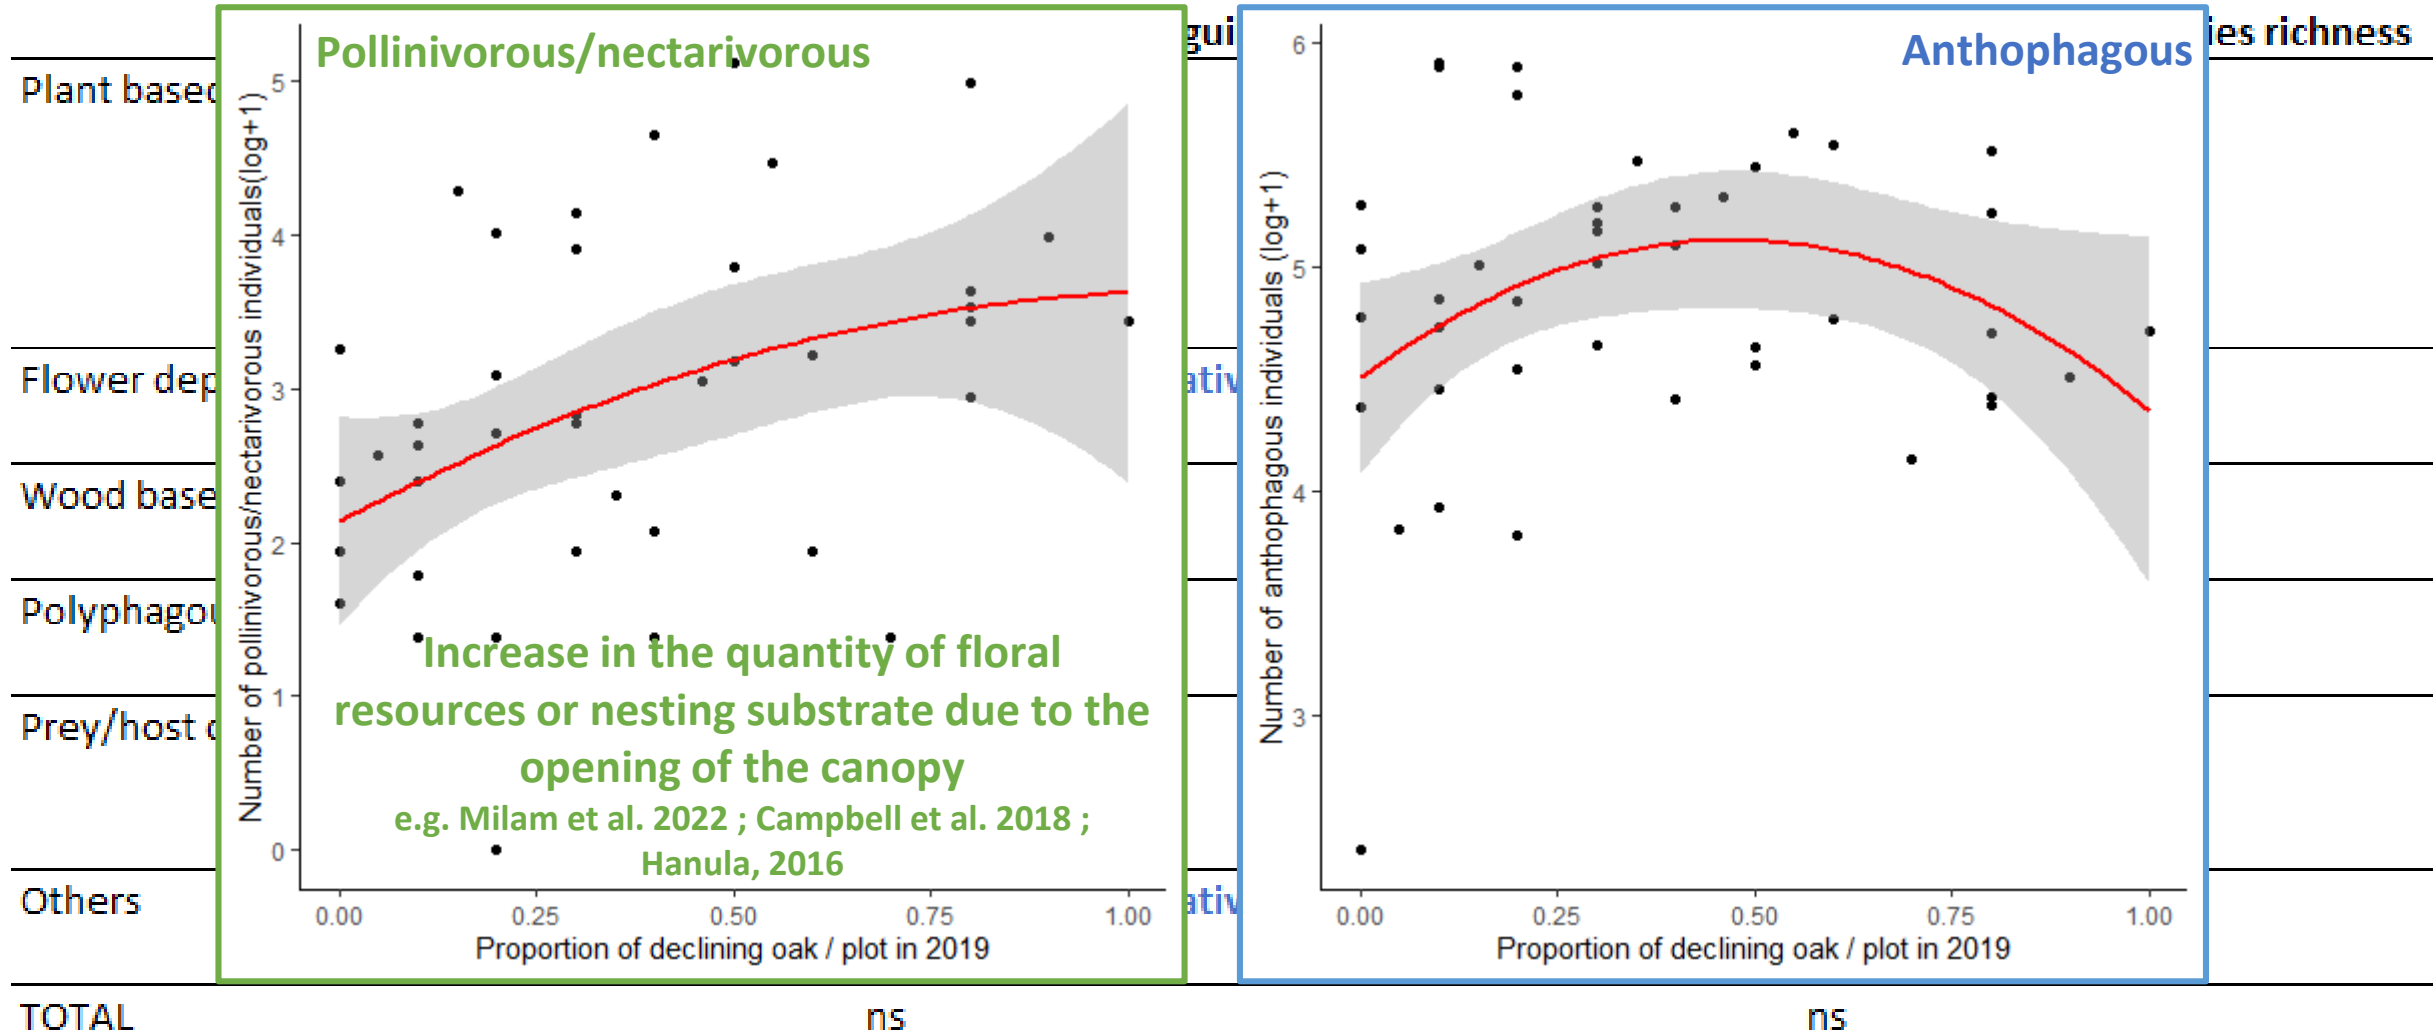 Pollinivorous/nectarivorous
Anthophagous
ies richness
Plant based
Flower dep
Wood base
Polyphagou
Prey/host
Others
TOTAL
ns
ns
gui
ativ
ativ
Number of pollinivorous/nectarivorous individuals(log+1)
5
4
3
2
1
0
Increase in the quantity of floral
resources or nesting substrate due to the
opening of the canopy
e.g. Milam et al. 2022 ; Campbell et al. 2018 ;
Hanula, 2016
0.00 0.25 0.50 0.75 1.00
Proportion of declining oak / plot in 2019
Number of anthophagous individuals (log+1)
6
5
4
3
0.00 0.25 0.50 0.75 1.00
Proportion of declining oak / plot in 2019